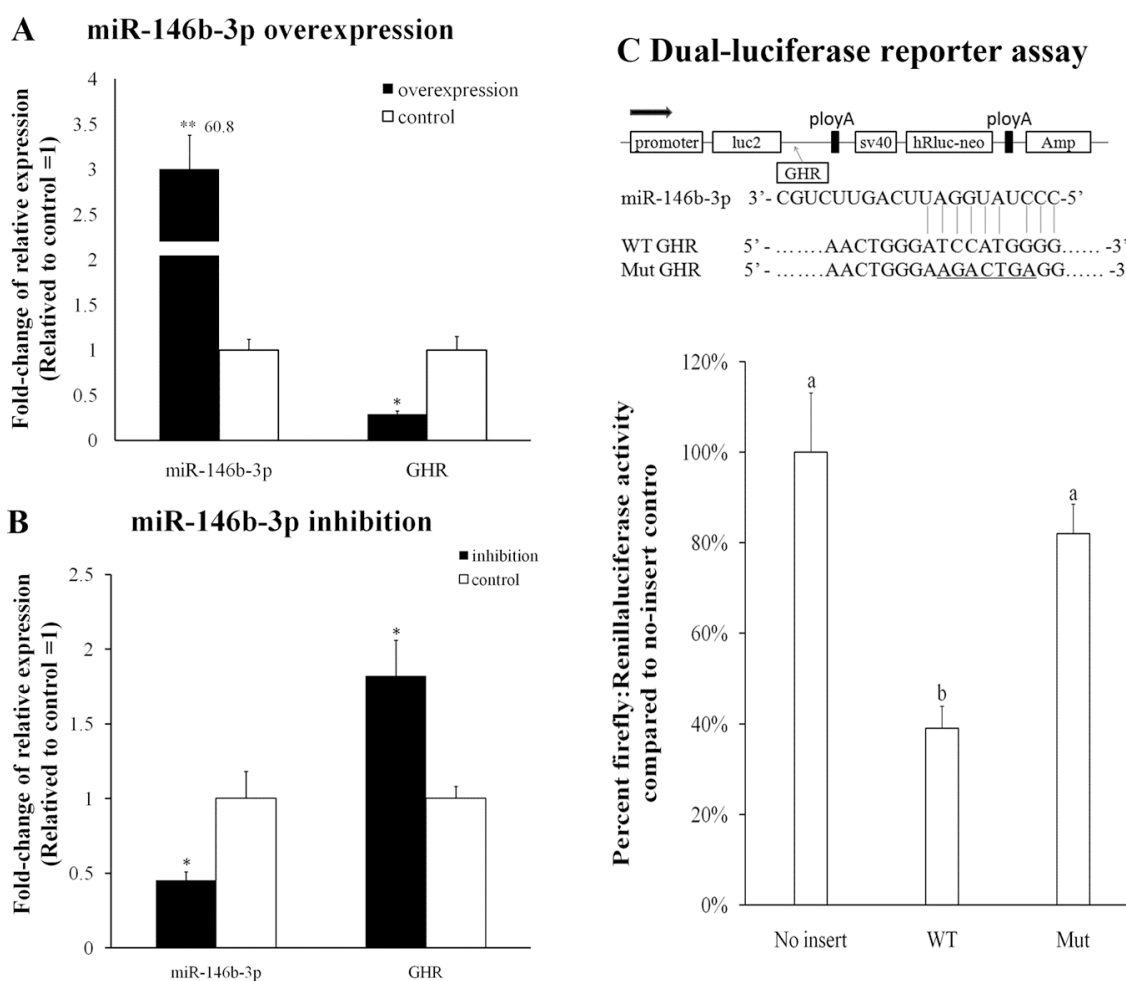 A miR-146b-3p overexpression
Fold-change of relative expression
(Relatived to control =1)
4
3.5
3
2.5
2
1.5
1
0.5
0
** 60.8
*
overexpression
control
miR-146b-3p GHR
B miR-146b-3p inhibition
Fold-change of relative expression
(Relatived to control =1)
2.5
2
1.5
1
0.5
0
*
*
inhibition
control
miR-146b-3p GHR
C Dual-luciferase reporter assay
ployA ployA
promoter luc2 sv40 hRluc-neo Amp
GHR
miR-146b-3p 3’- CGUCUUGACUUAGGUAUCCC-5’
WT GHR 5’ - …….AACTGGGATCCATGGGG…… -3’
Mut GHR 5’ - …….AACTGGGAAGACTGAGG…… -3’
Percent firefly:Renillaluciferase activity
compared to no-insert contro
120%
100%
80%
60%
40%
20%
0%
a
b
a
No insert WT Mut